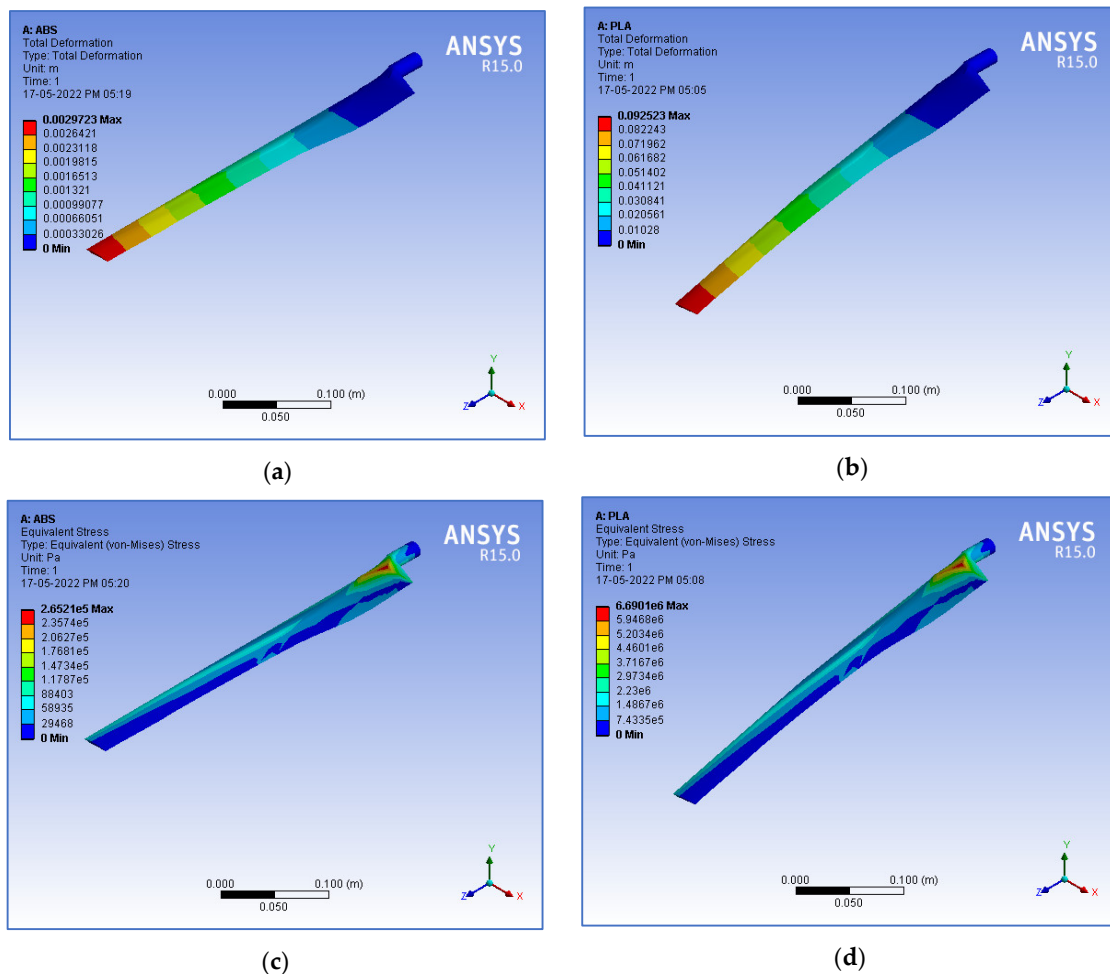 A: ABS
Total Deformation
Type: Total Deformation
Unit: m
Time: 1
17-05-2022 PM 05:19
ANSYS
R15.0
0.0029723 Max
0.0026421
0.0023118
0.0019815
0.0016513
0.001321
0.00099077
0.00066051
0.00033026
0 Min
0.000
0.100 (m)
0.050
Y
Z
X
(a)
A: PLA
Total Deformation
Type: Total Deformation
Unit: m
Time: 1
17-05-2022 PM 05:05
ANSYS
R15.0
0.092523 Max
0.082243
0.071962
0.061682
0.051402
0.041121
0.030841
0.020561
0.01028
0 Min
0.000
0.100 (m)
0.050
Y
Z
X
(b)
A: ABS
Equivalent Stress
Type: Equivalent (von-Mises) Stress
Unit: Pa
Time: 1
17-05-2022 PM 05:20
ANSYS
R15.0
2.6521e5 Max
2.3574e5
2.0627e5
1.7681e5
1.4734e5
1.1787e5
88403
58935
29468
0 Min
0.000
0.100 (m)
0.050
Y
Z
X
(c)
A: PLA
Equivalent Stress
Type: Equivalent (von-Mises) Stress
Unit: Pa
Time: 1
17-05-2022 PM 05:08
ANSYS
R15.0
6.6901e6 Max
5.9468e6
5.2034e6
4.4601e6
3.7167e6
2.9734e6
2.23e6
1.4867e6
7.4335e5
0 Min
0.000
0.100 (m)
0.050
Y
Z
X
(d)